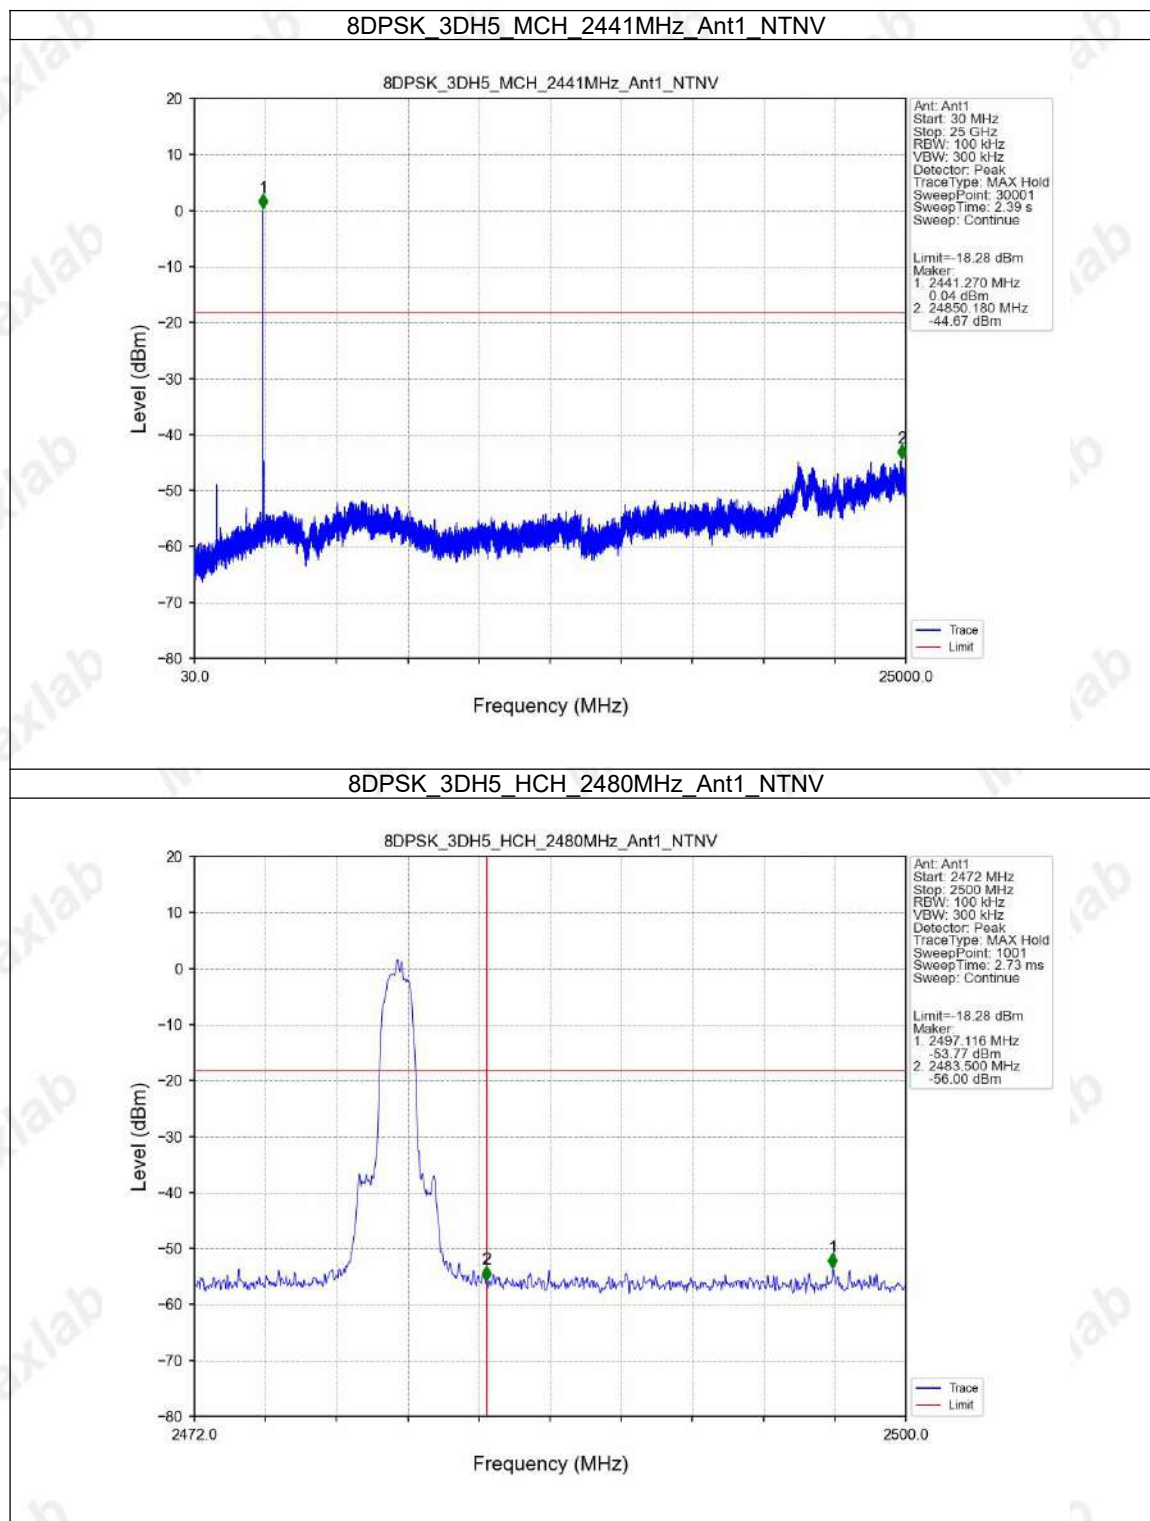 8DPSK_3DH5_MCH_2441MHz_Ant1_NTNV
8DPSK_3DH5_MCH_2441MHz_Ant1_NTNV
20
10
0
−10
−20
−30
−40
−50
−60
−70
−80
Level (dBm)
1
2
30.0
25000.0
Frequency (MHz)
Ant: Ant1
Start: 30 MHz
Stop: 25 GHz
RBW: 100 kHz
VBW: 300 kHz
Detector: Peak
TraceType: MAX Hold
SweepPoint: 30001
SweepTime: 2.39 s
Sweep: Continue
Limit=-18.28 dBm
Maker:
1. 2441.270 MHz
0.04 dBm
2. 24850.180 MHz
-44.67 dBm
Trace
Limit
8DPSK_3DH5_HCH_2480MHz_Ant1_NTNV
8DPSK_3DH5_HCH_2480MHz_Ant1_NTNV
20
10
0
−10
−20
−30
−40
−50
−60
−70
−80
Level (dBm)
2
1
2472.0
2500.0
Frequency (MHz)
Ant: Ant1
Start: 2472 MHz
Stop: 2500 MHz
RBW: 100 kHz
VBW: 300 kHz
Detector: Peak
TraceType: MAX Hold
SweepPoint: 1001
SweepTime: 2.73 ms
Sweep: Continue
Limit=-18.28 dBm
Maker:
1. 2497.116 MHz
-53.77 dBm
2. 2483.500 MHz
-56.00 dBm
Trace
Limit